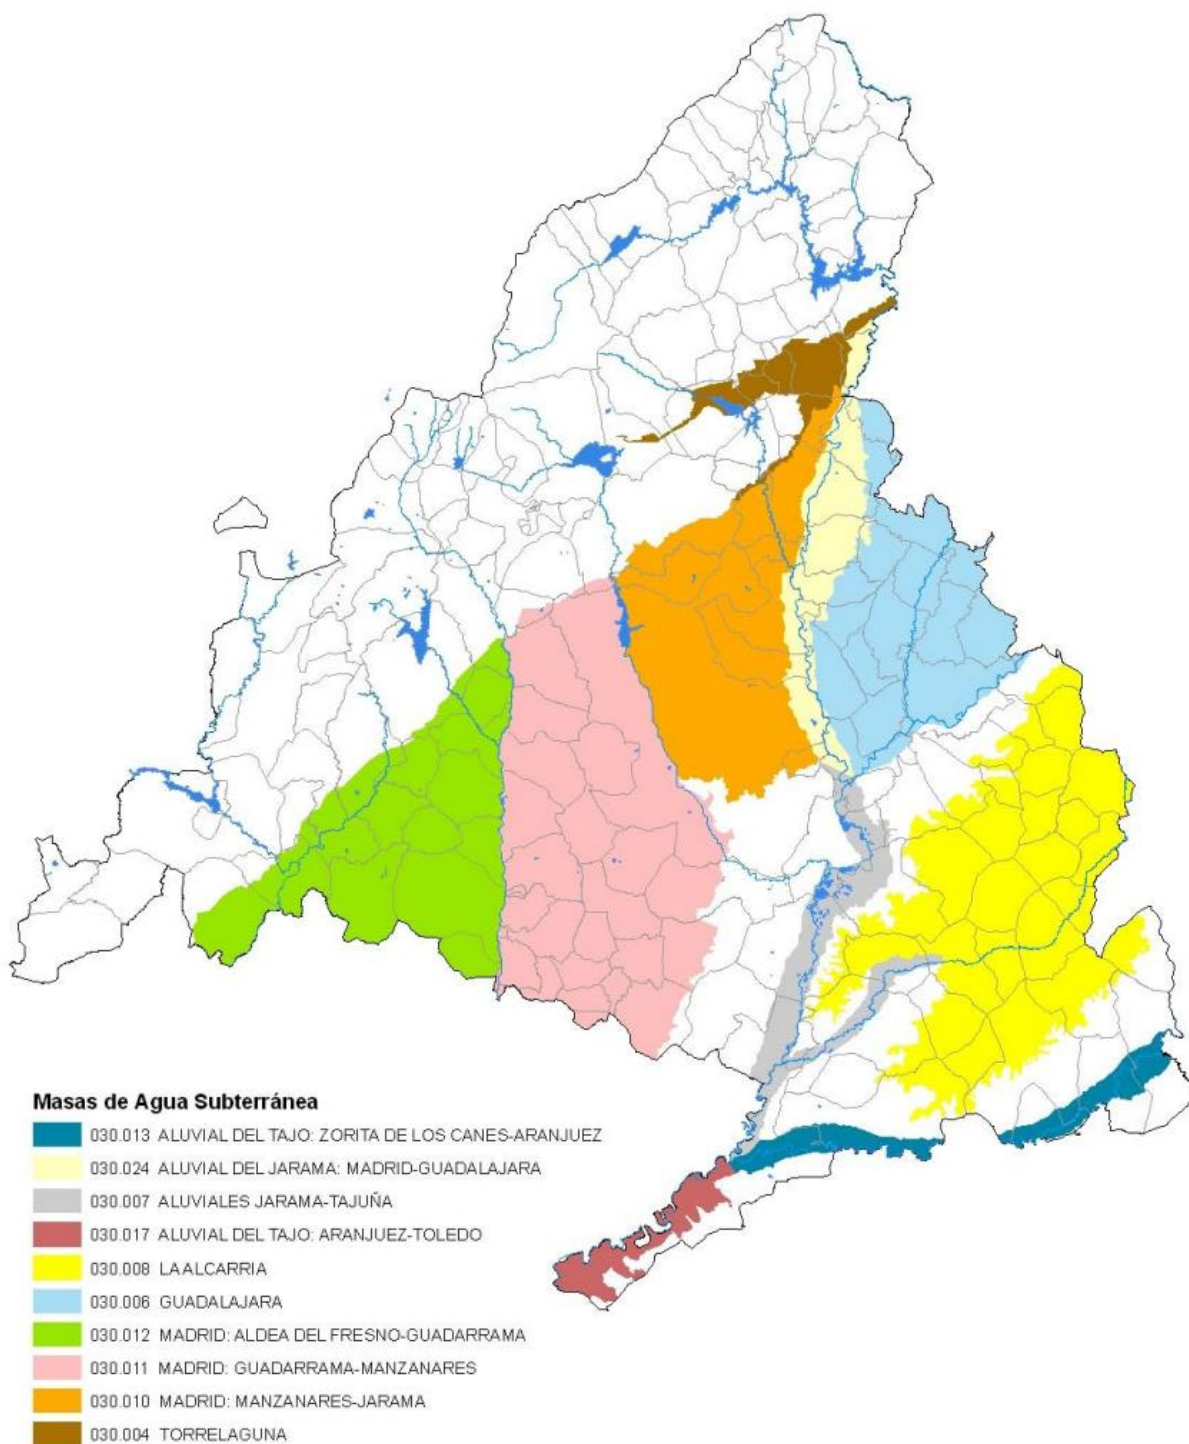 Masas de Agua Subterránea
030.013 ALUVIAL DEL TAJO: ZORITA DE LOS CANES-ARANJUEZ
030.024 ALUVIAL DEL JARAMA: MADRID-GUADALAJARA
030.007 ALUVIALES JARAMA-TAJUÑA
030.017 ALUVIAL DEL TAJO: ARANJUEZ-TOLEDO
030.008 LA ALCARRIA
030.006 GUADALAJARA
030.012 MADRID: ALDEA DEL FRESNO-GUADARRAMA
030.011 MADRID: GUADARRAMA-MANZANARES
030.010 MADRID: MANZANARES-JARAMA
030.004 TORRELAGUNA